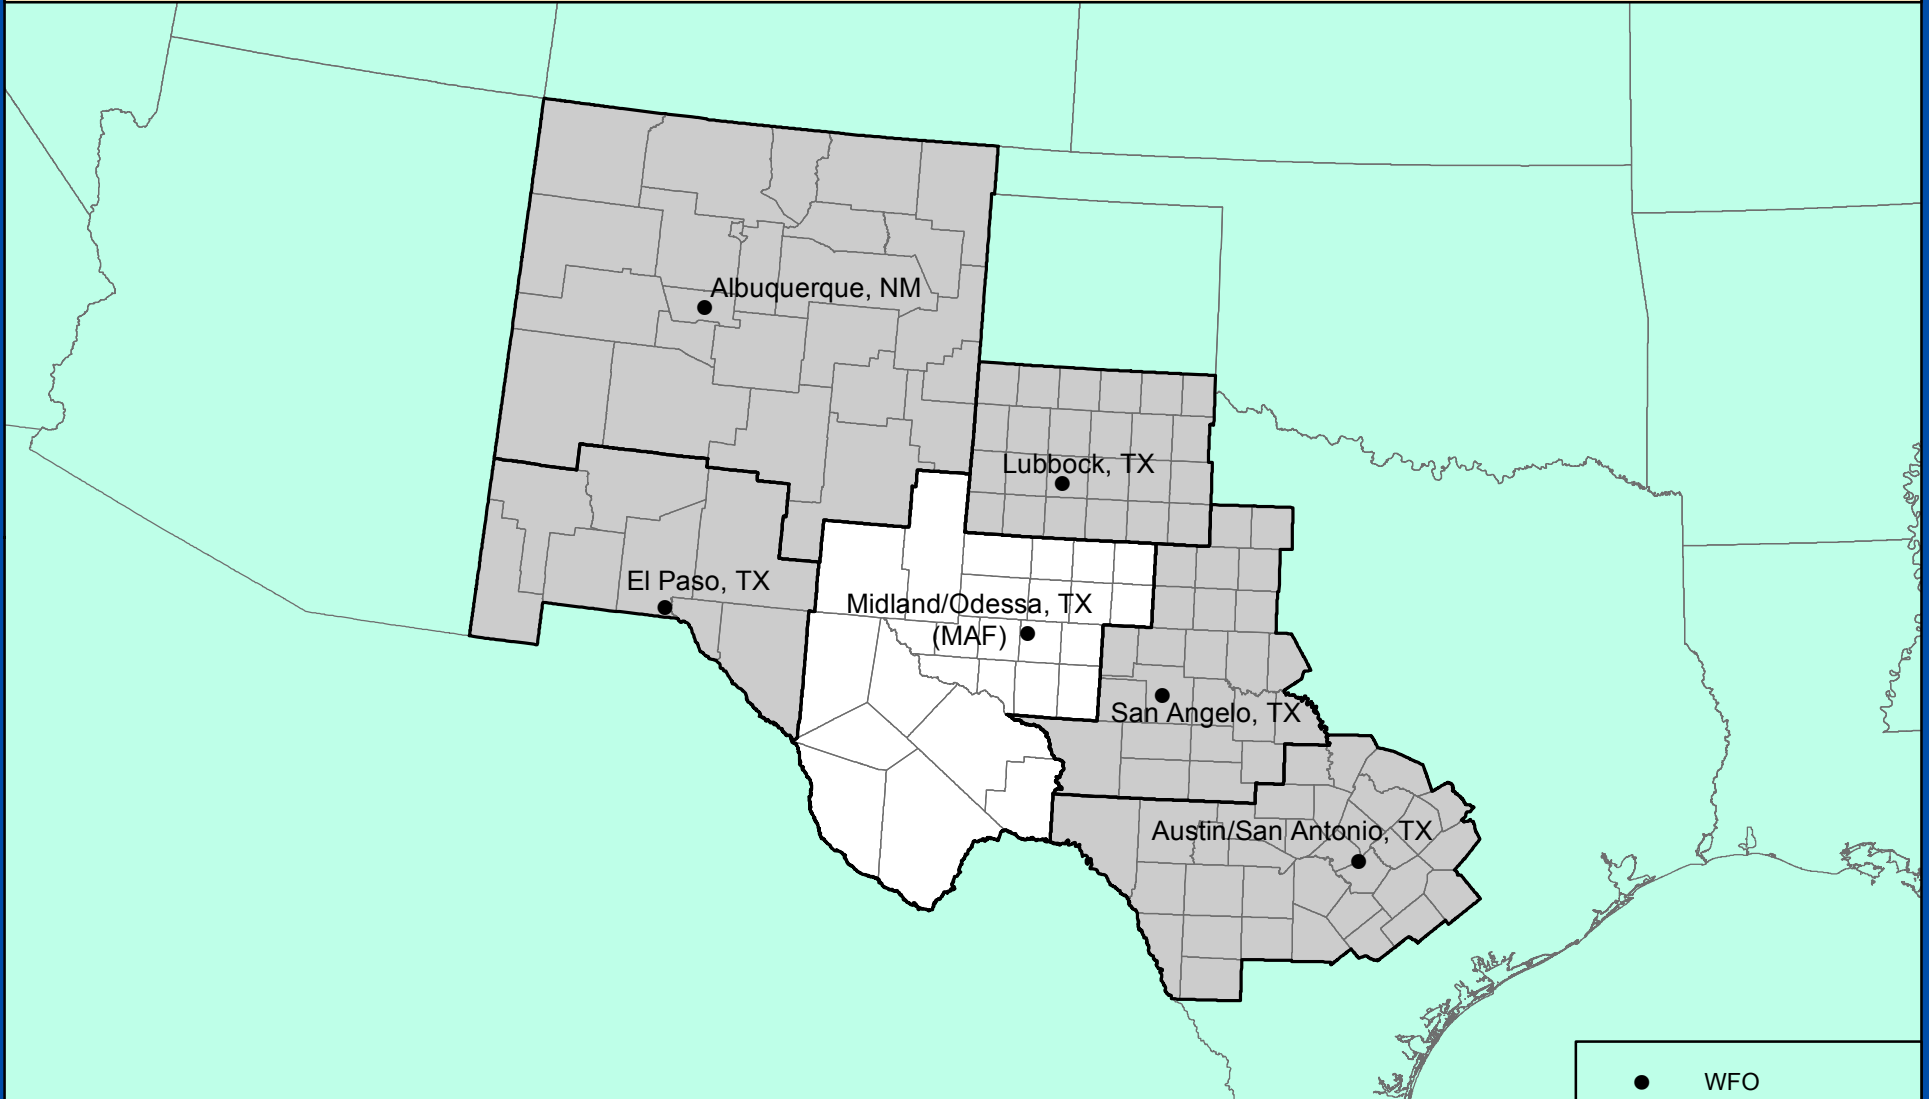 Albuquerque, NM
Lubbock, TX
El Paso, TX
Midland/Odessa, TX
(MAF)
San Angelo, TX
Austin/San Antonio, TX
WFO